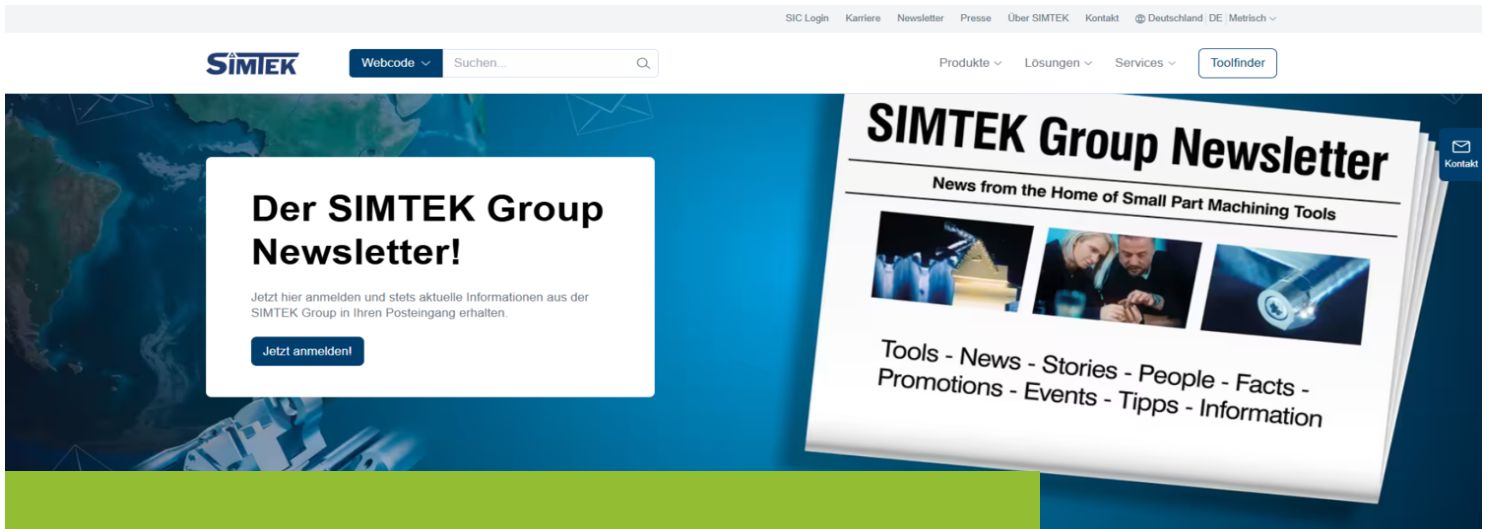 SIC Login Karriere Newsletter Presse Über SIMTEK Kontakt Deutschland DE Metrisch
SIMTEK Webcode Suchen... Produkte Lösungen Services Toolfinder
Der SIMTEK Group
Newsletter!
Jetzt hier anmelden und stets aktuelle Informationen aus der
SIMTEK Group in Ihren Posteingang erhalten.
Jetzt anmelden!
SIMTEK Group Newsletter
News from the Home of Small Part Machining Tools
Tools - News - Stories - People - Facts -
Promotions - Events - Tipps - Information
Kontakt